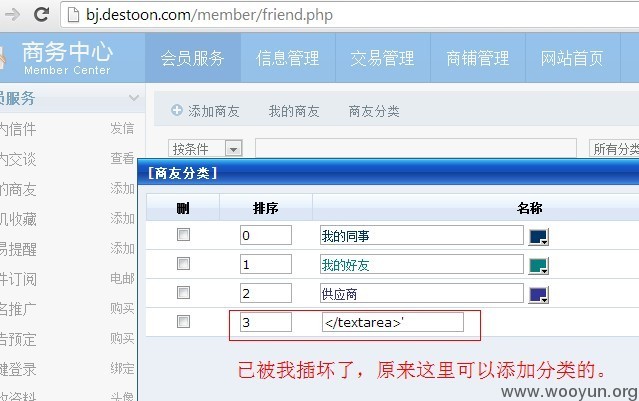 bj.destoon.com/member/friend.php
商务中心
Member Center
会员服务 信息管理 交易管理 商铺管理 网站首页
员服务
添加商友 我的商友 商友分类
内信件 发信
内交谈 查看
的商友 添加
机收藏 添加
易提醒 添加
件订阅 电邮
名推广 购买
告预定 购买
键登录 绑定
改资料 头像
按条件 所有分类
[商友分类]
删 排序 名称
0 我的同事
1 我的好友
2 供应商
3 </textarea>'
已被我插坏了，原来这里可以添加分类的。
www.wooyun.org